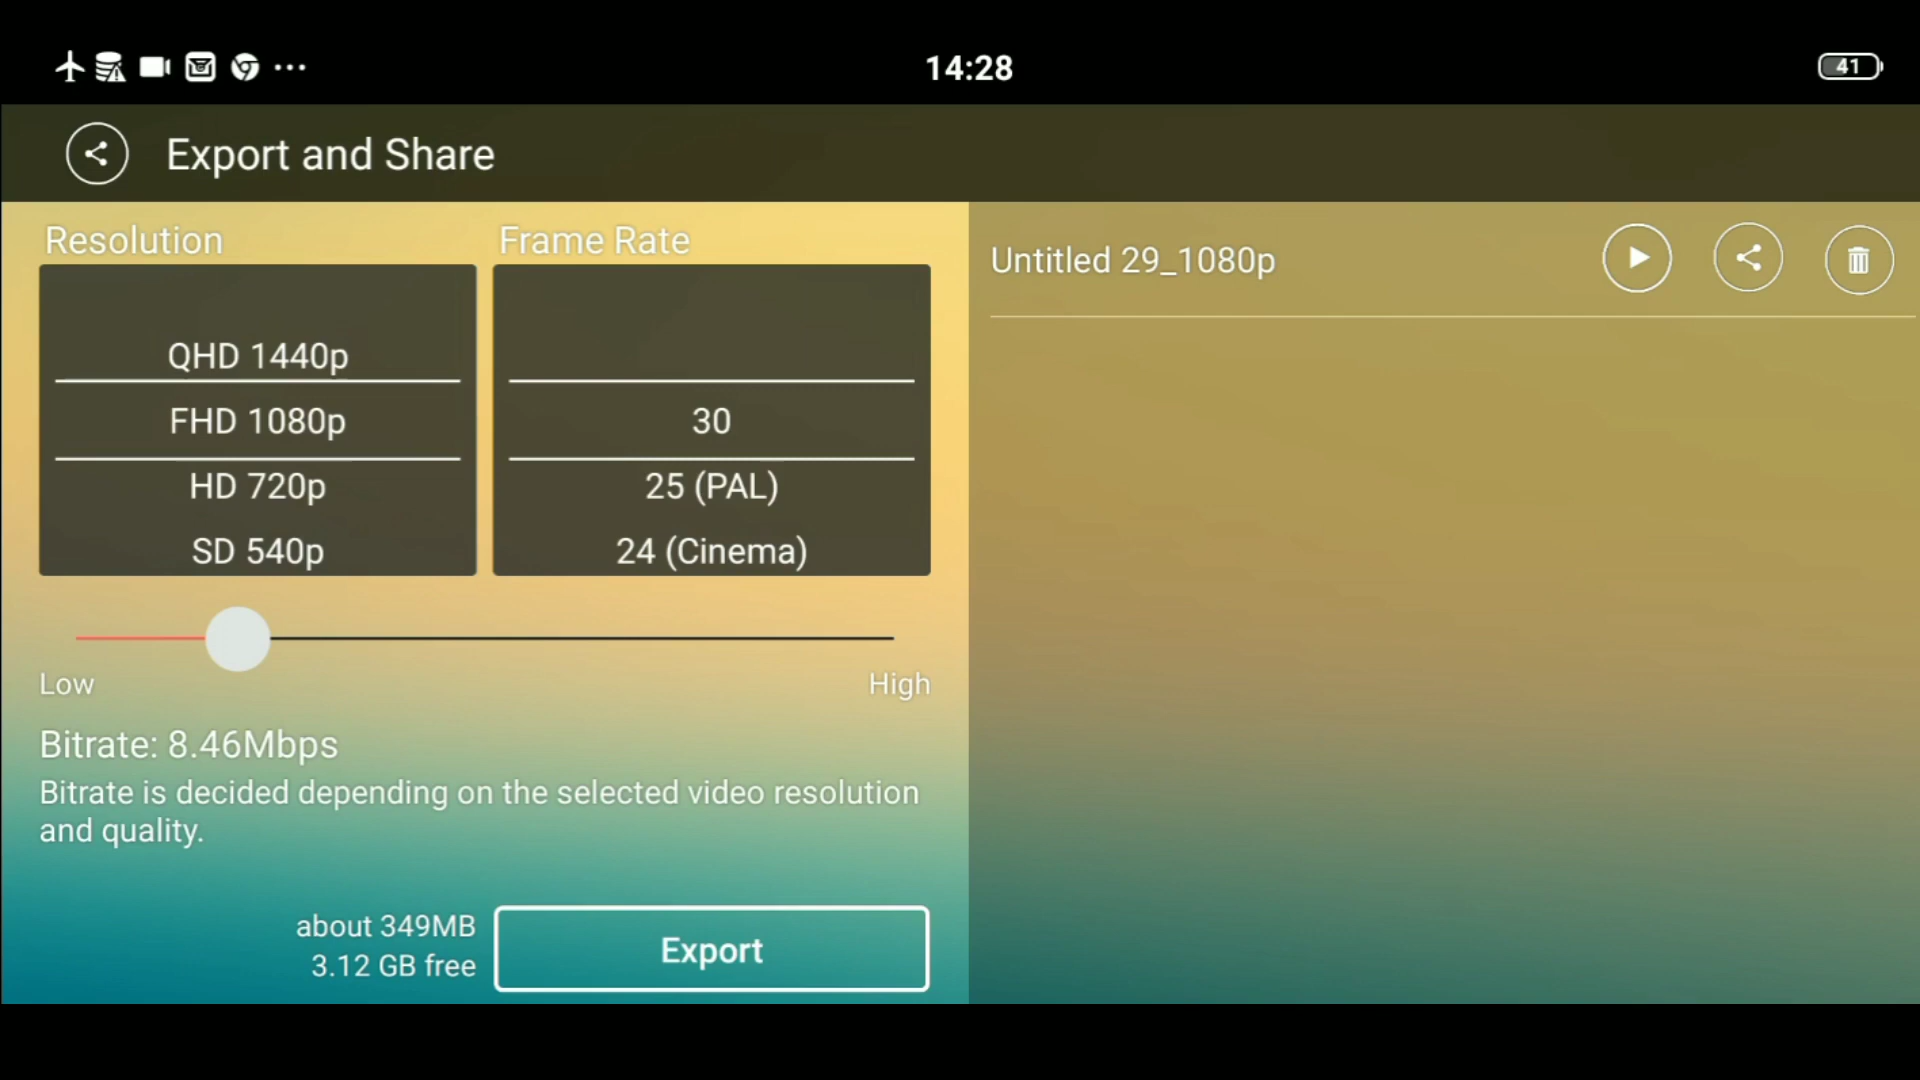 14:28
41
Export and Share
Resolution
Frame Rate
QHD 1440p
FHD 1080p
HD 720p
SD 540p
30
25 (PAL)
24 (Cinema)
Low
High
Bitrate: 8.46Mbps
Bitrate is decided depending on the selected video resolution
and quality.
about 349MB
3.12 GB free
Export
Untitled 29_1080p